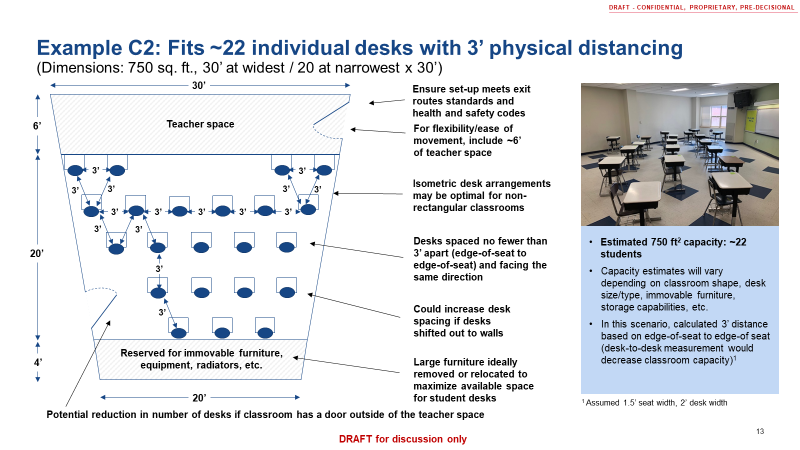 DRAFT - CONFIDENTIAL, PROPRIETARY, PRE-DECISIONAL
Example C2: Fits ~22 individual desks with 3’ physical distancing
(Dimensions: 750 sq. ft., 30’ at widest / 20 at narrowest x 30’)
30’
6’
Teacher space
3’ 3’
3’ 3’ 3’ 3’
3’ 3’ 3’ 3’ 3’
3’ 3’
20’
3’
3’
4’
Reserved for immovable furniture,
equipment, radiators, etc.
20’
Potential reduction in number of desks if classroom has a door outside of the teacher space
Ensure set-up meets exit
routes standards and
health and safety codes
For flexibility/ease of
movement, include ~6’
of teacher space
Isometric desk arrangements
may be optimal for non-
rectangular classrooms
Desks spaced no fewer than
3’ apart (edge-of-seat to
edge-of-seat) and facing the
same direction
Could increase desk
spacing if desks
shifted out to walls
Large furniture ideally
removed or relocated to
maximize available space
for student desks
• Estimated 750 ft² capacity: ~22
students
• Capacity estimates will vary
depending on classroom shape, desk
size/type, immovable furniture,
storage capabilities, etc.
• In this scenario, calculated 3’ distance
based on edge-of-seat to edge-of seat
(desk-to-desk measurement would
decrease classroom capacity)¹
¹ Assumed 1.5’ seat width, 2’ desk width
13
DRAFT for discussion only